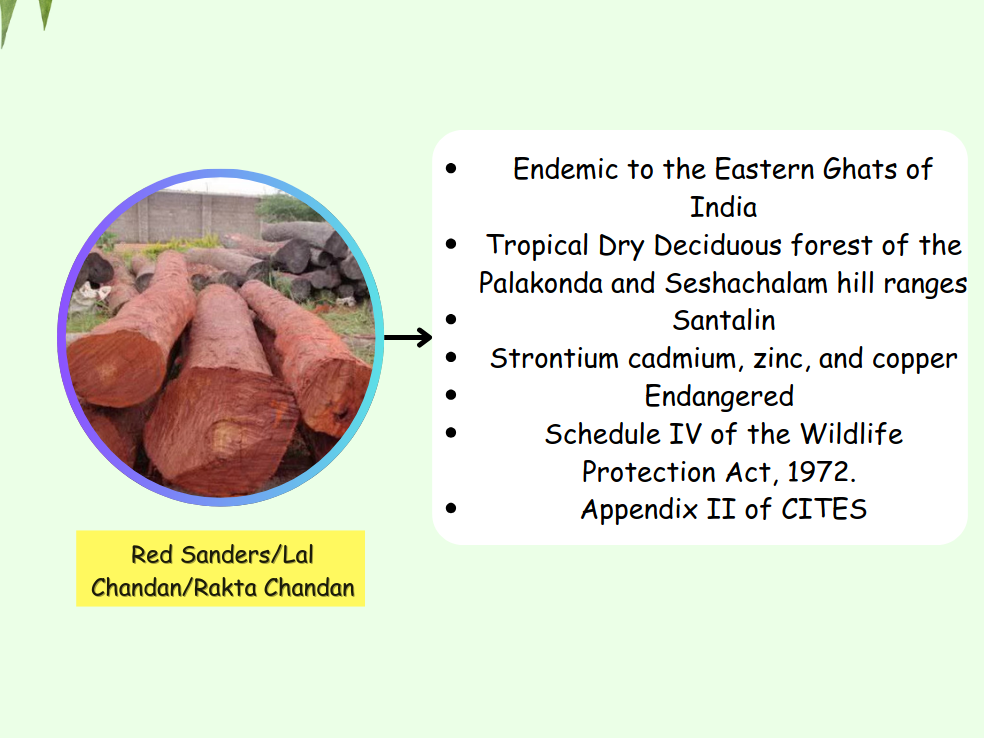 • Endemic to the Eastern Ghats of
India
• Tropical Dry Deciduous forest of the
Palakonda and Seshachalam hill ranges
• Santalin
• Strontium cadmium, zinc, and copper
• Endangered
• Schedule IV of the Wildlife
Protection Act, 1972.
• Appendix II of CITES
Red Sanders/Lal
Chandan/Rakta Chandan